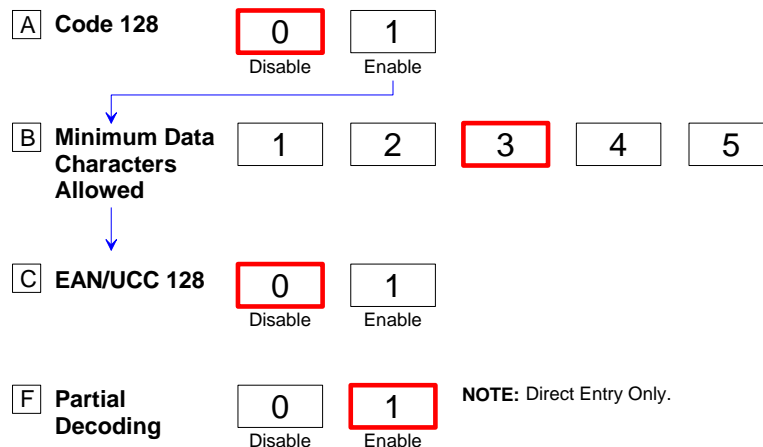 A Code 128 0 1
Disable Enable
B Minimum Data
Characters
Allowed
1 2 3 4 5
C EAN/UCC 128 0 1
Disable Enable
F Partial
Decoding
0 1 NOTE: Direct Entry Only.
Disable Enable